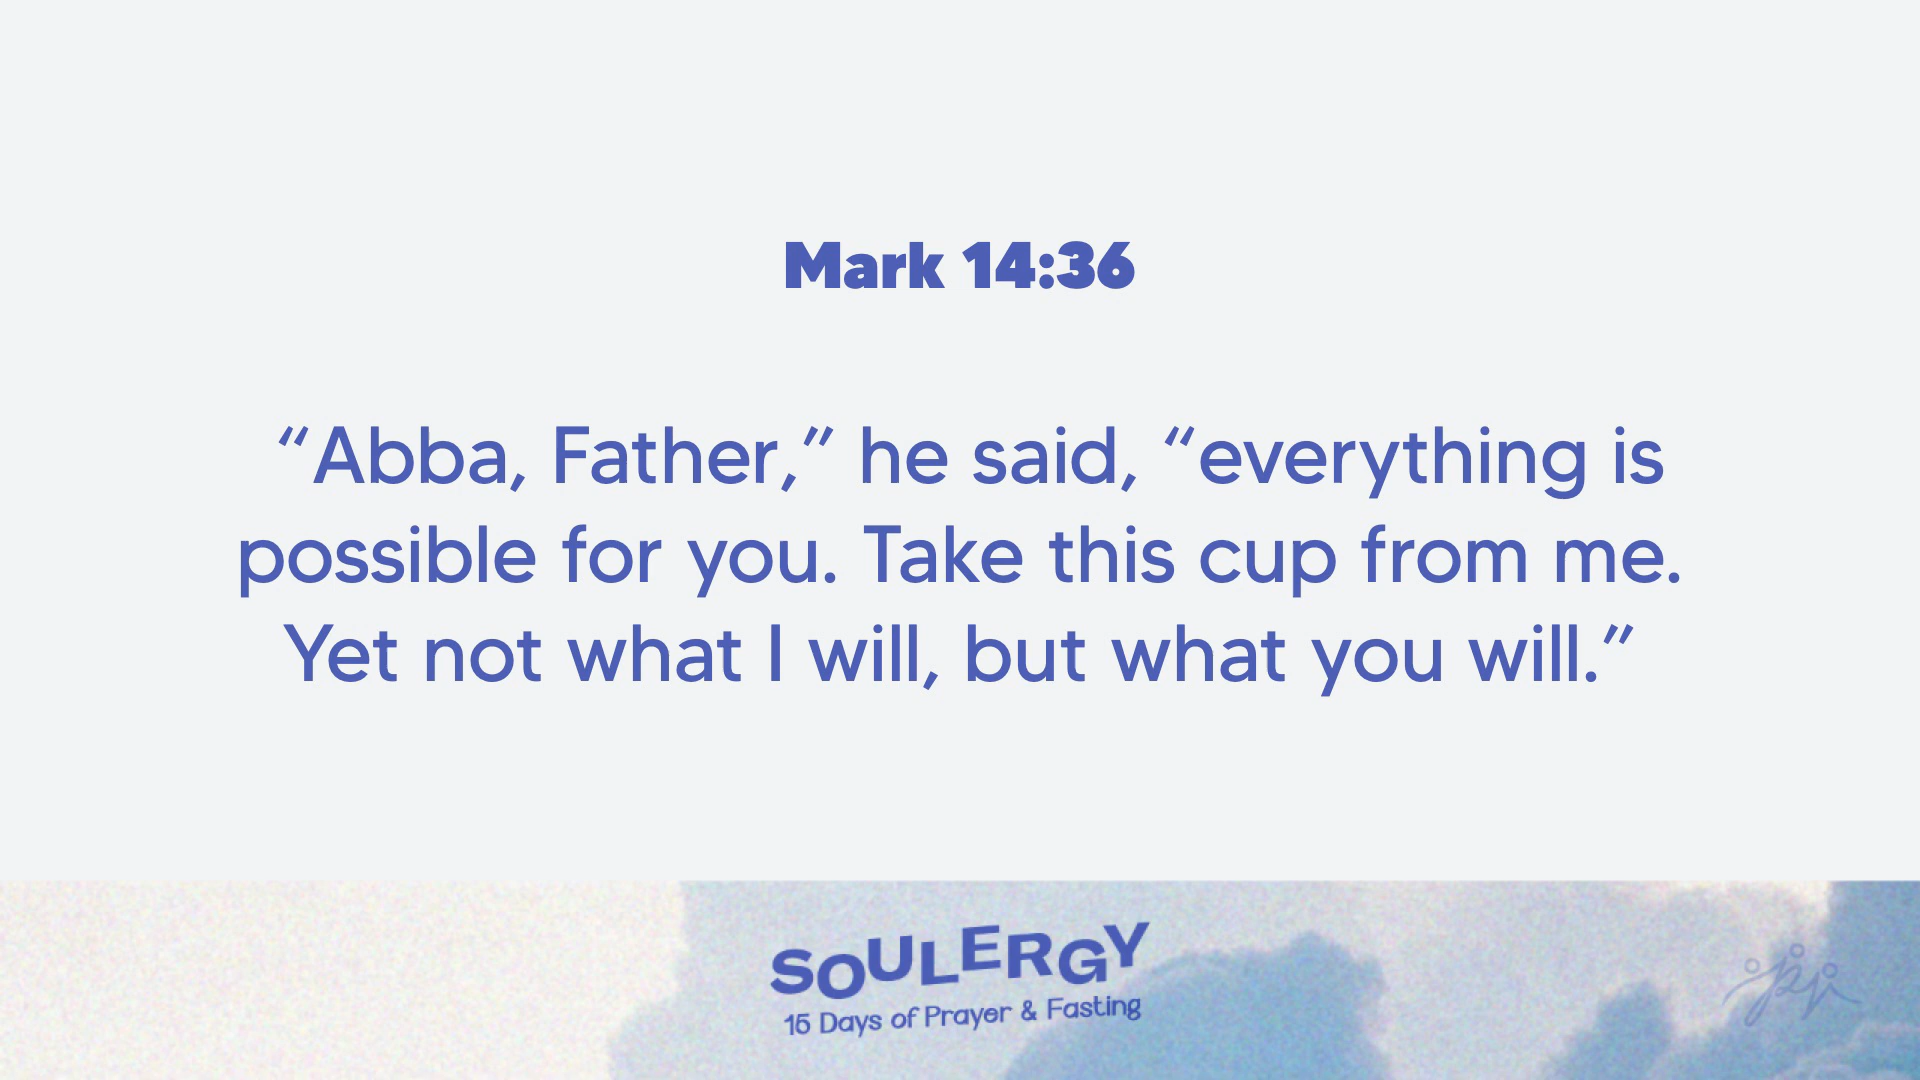 Mark 14:36
“Abba, Father,” he said, “everything is
possible for you. Take this cup from me.
Yet not what I will, but what you will.”
SOULERGY
15 Days of Prayer & Fasting